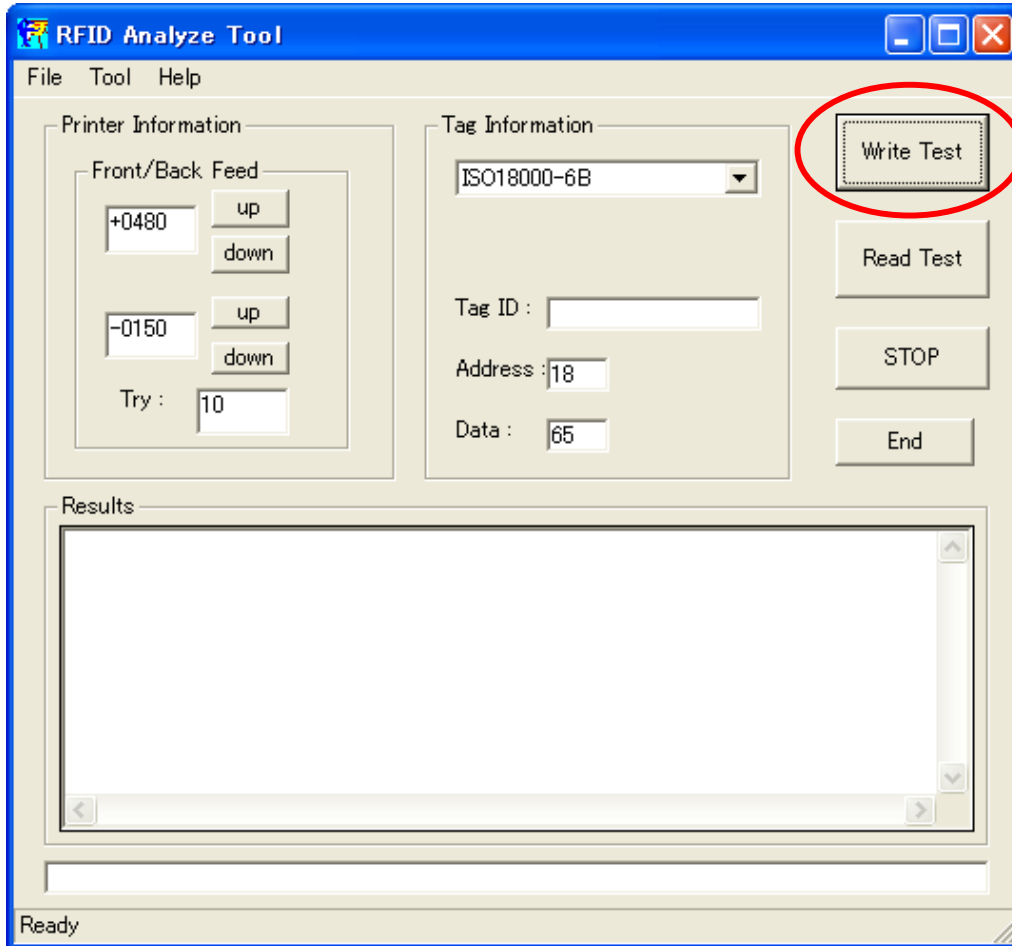 RFID Analyze Tool
File Tool Help
Printer Information
Front/Back Feed
+0480
up
down
-0150
up
down
Try :
10
Tag Information
ISO18000-6B
Tag ID :
Address :
18
Data :
65
Write Test
Read Test
STOP
End
Results
Ready